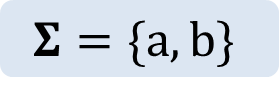 Σ = {a, b}